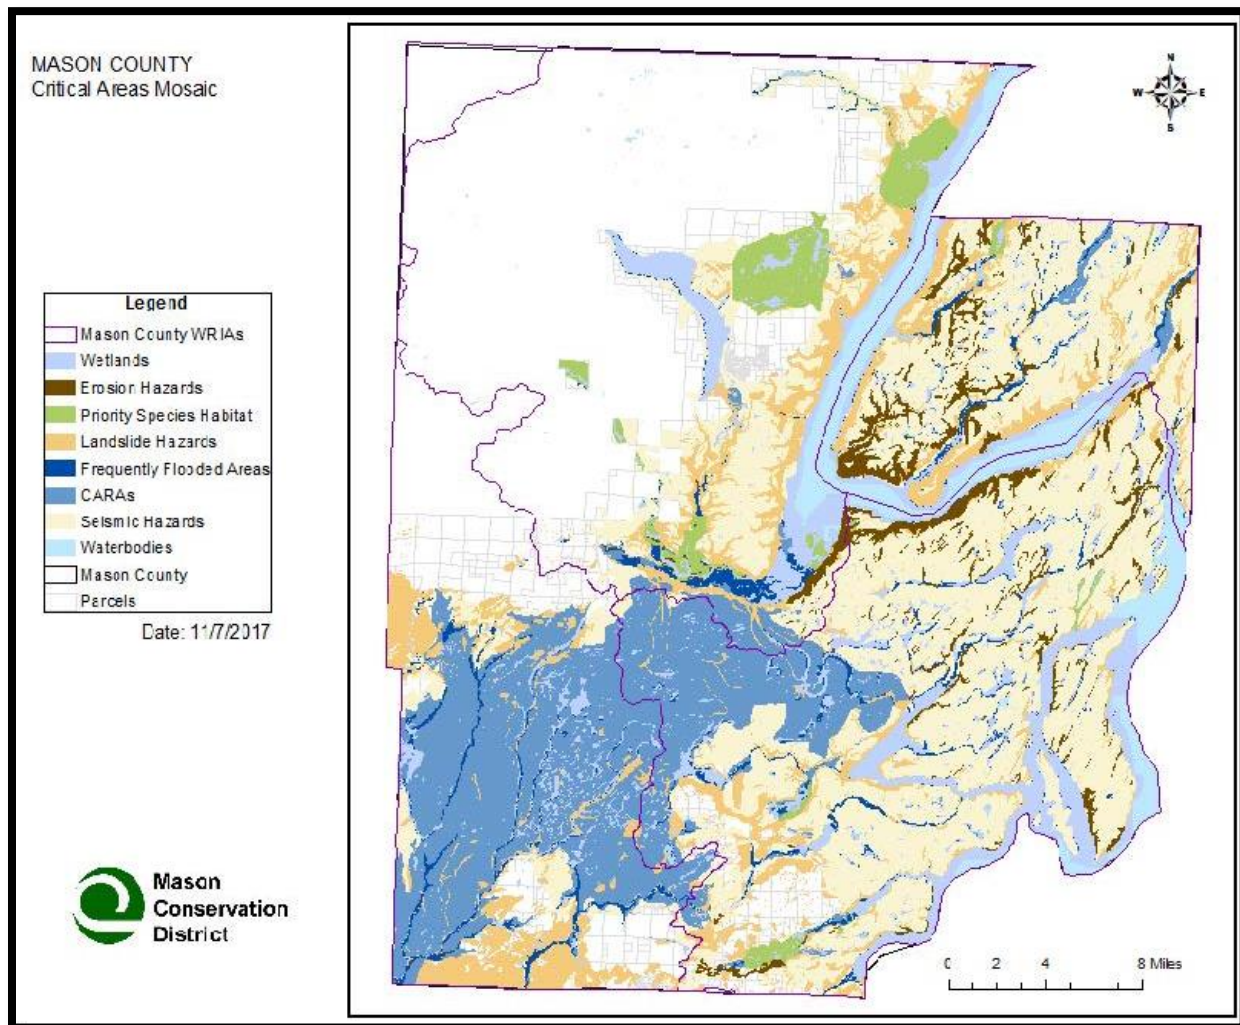 MASON COUNTY
Critical Areas Mosaic
N
W E
S
Legend
Mason County WRIAs
Wetlands
Erosion Hazards
Priority Species Habitat
Landslide Hazards
Frequently Flooded Areas
CARAs
Seismic Hazards
Waterbodies
Mason County
Parcels
Date: 11/7/2017
Mason
Conservation
District
0 2 4 8 Miles